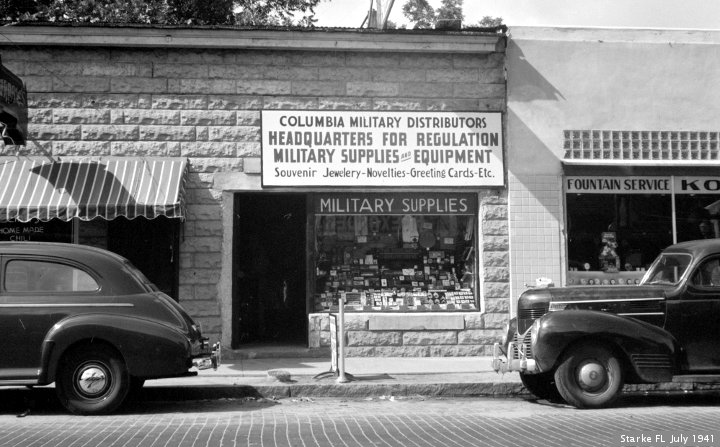 COLUMBIA MILITARY DISTRIBUTORS
HEADQUARTERS FOR REGULATION
MILITARY SUPPLIES AND EQUIPMENT
Souvenir Jewelery-Novelties-Greeting Cards-Etc.
MILITARY SUPPLIES
HOME MADE
CHILI
FOUNTAIN SERVICE
KO
Starke FL July 1941